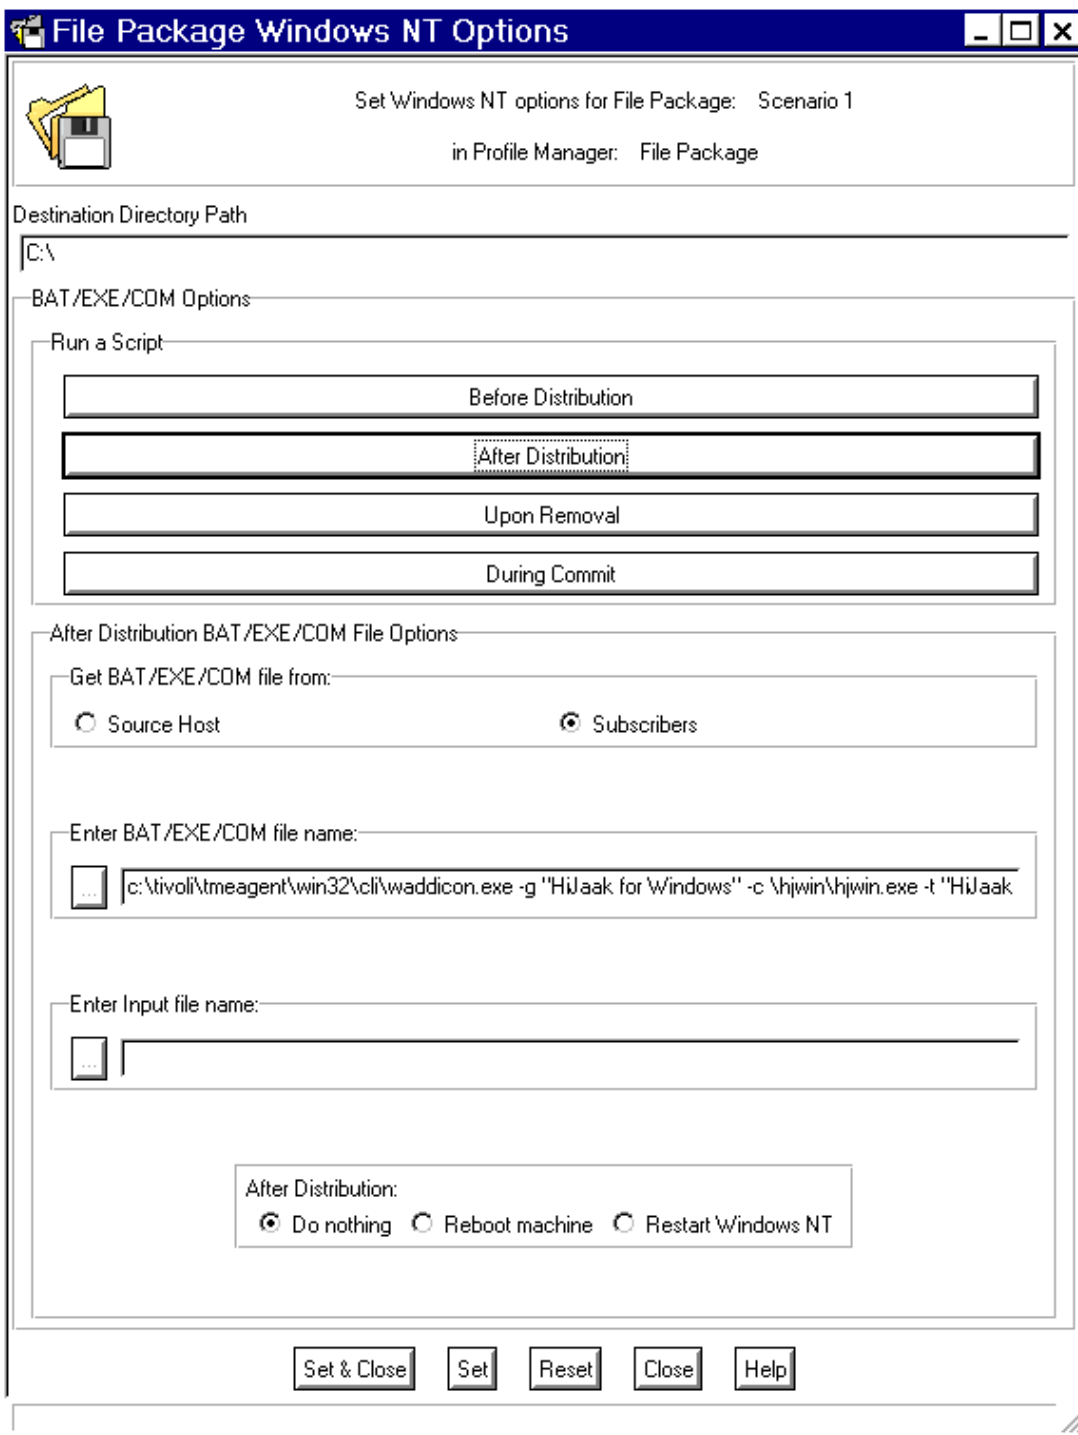 File Package Windows NT Options
Set Windows NT options for File Package: Scenario 1
in Profile Manager: File Package
Destination Directory Path
C:\
BAT/EXE/COM Options
Run a Script
Before Distribution
After Distribution
Upon Removal
During Commit
After Distribution BAT/EXE/COM File Options
Get BAT/EXE/COM file from:
Source Host Subscribers
Enter BAT/EXE/COM file name:
... c:\tivoli\tmeagent\win32\cli\waddicon.exe -g "HiJaak for Windows" -c \hjwin\hjwin.exe -t "HiJaak
Enter Input file name:
...
After Distribution:
Do nothing Reboot machine Restart Windows NT
Set & Close Set Reset Close Help